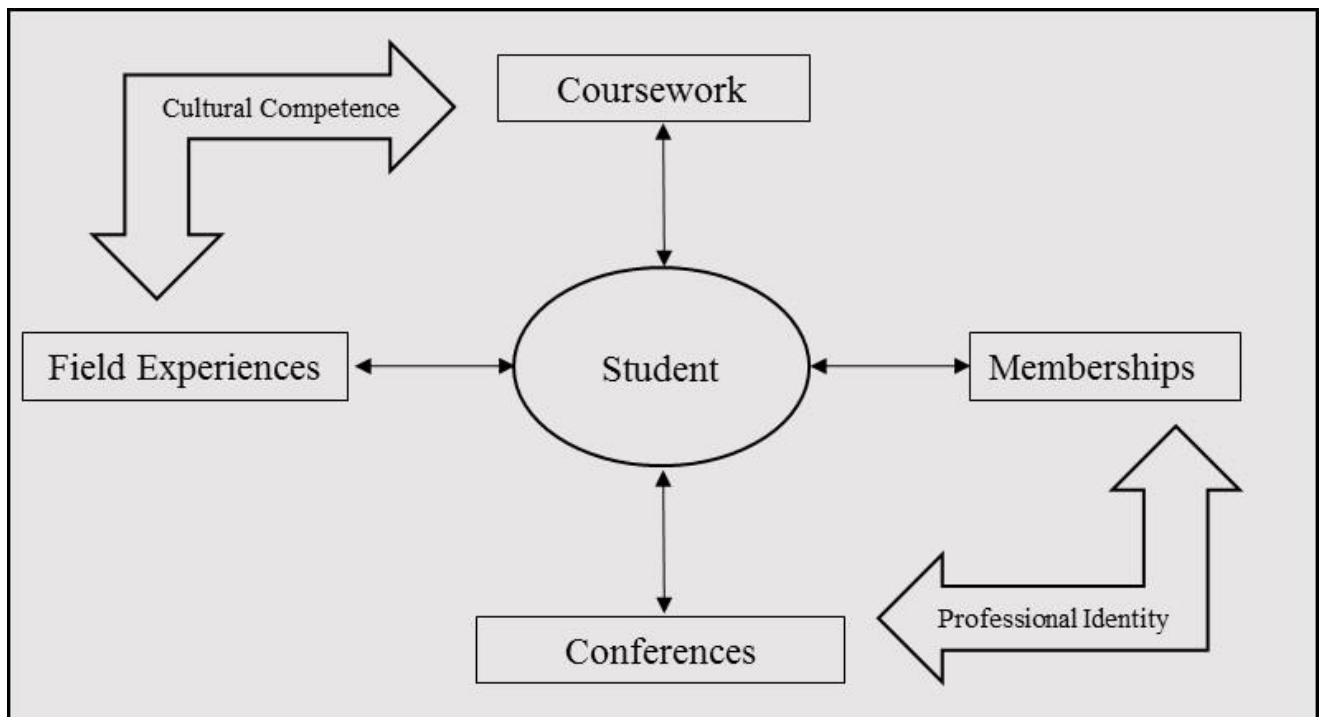 Coursework
Cultural Competence
Field Experiences
Student
Memberships
Professional Identity
Conferences